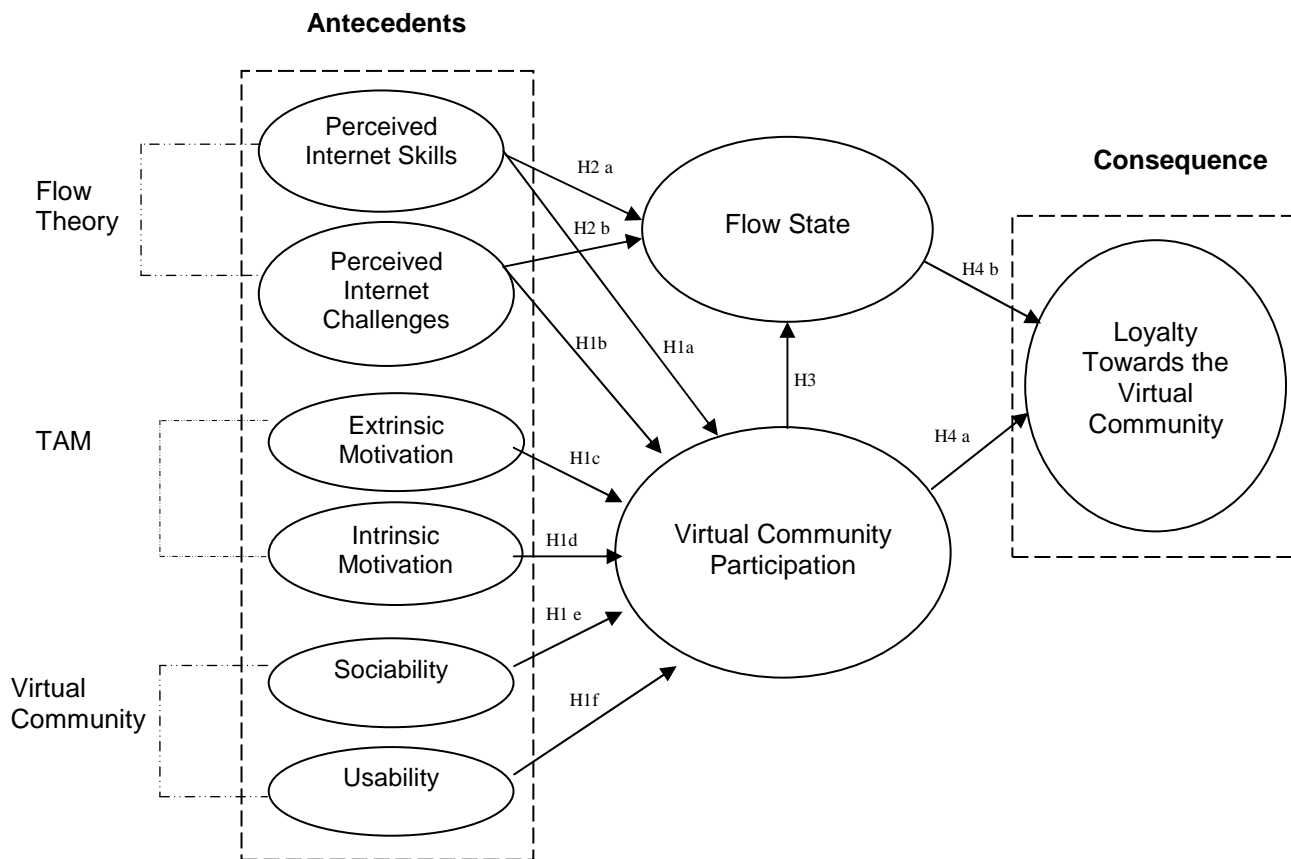 Antecedents
Perceived
Internet Skills
H2 a
Flow
Theory
H2 b
Perceived
Internet
Challenges
Flow State
Consequence
H4 b
H1b
H1a
H3
Loyalty
Towards the
Virtual
Community
TAM
Extrinsic
Motivation
H1c
H4 a
Intrinsic
Motivation
H1d
Virtual Community
Participation
H1 e
Sociability
Virtual
Community
H1f
Usability